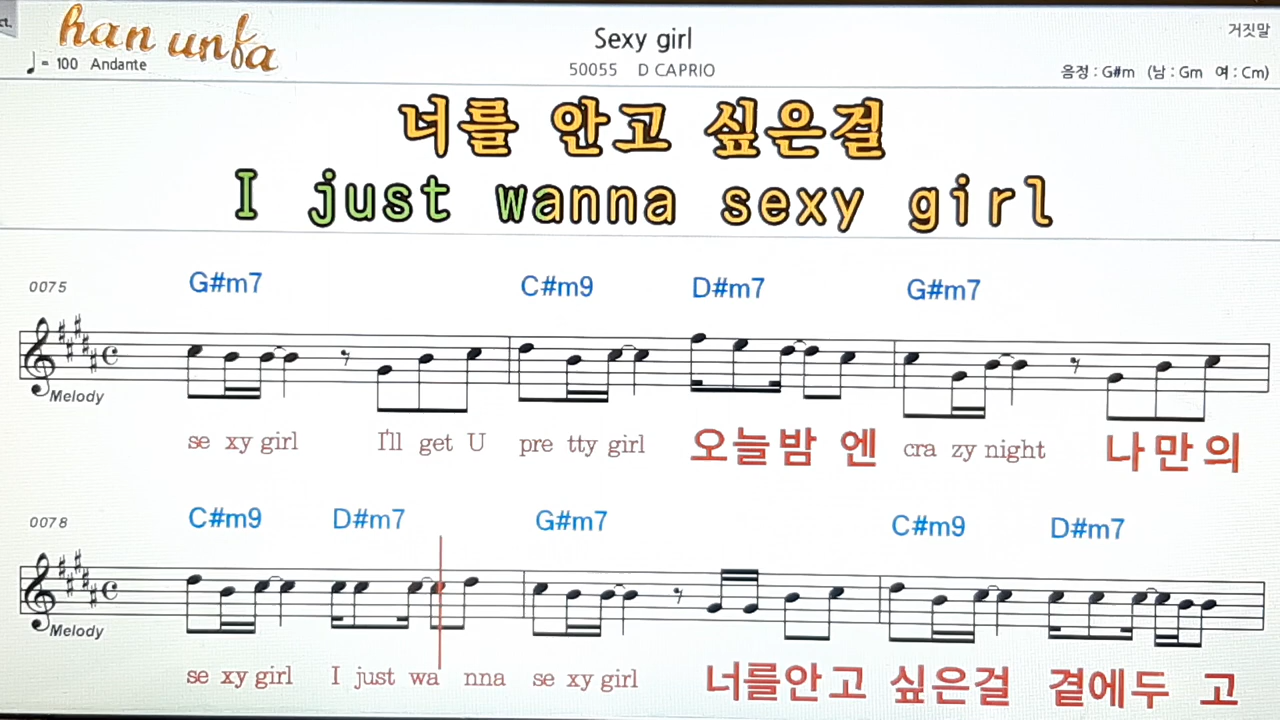 ct.
han unfa
Sexy girl
거짓말
♩ = 100 Andante
50055 D CAPRIO
음정 : G#m (남 : Gm 여 : Cm)
너를 안고 싶은걸
I just wanna sexy girl
0075
G#m7 C#m9 D#m7 G#m7
Melody
se xy girl I'll get U pre tty girl 오늘밤 엔 cra zy night 나만의
0078
C#m9 D#m7 G#m7 C#m9 D#m7
Melody
se xy girl I just wa nna se xy girl 너를안고 싶은걸 곁에두 고